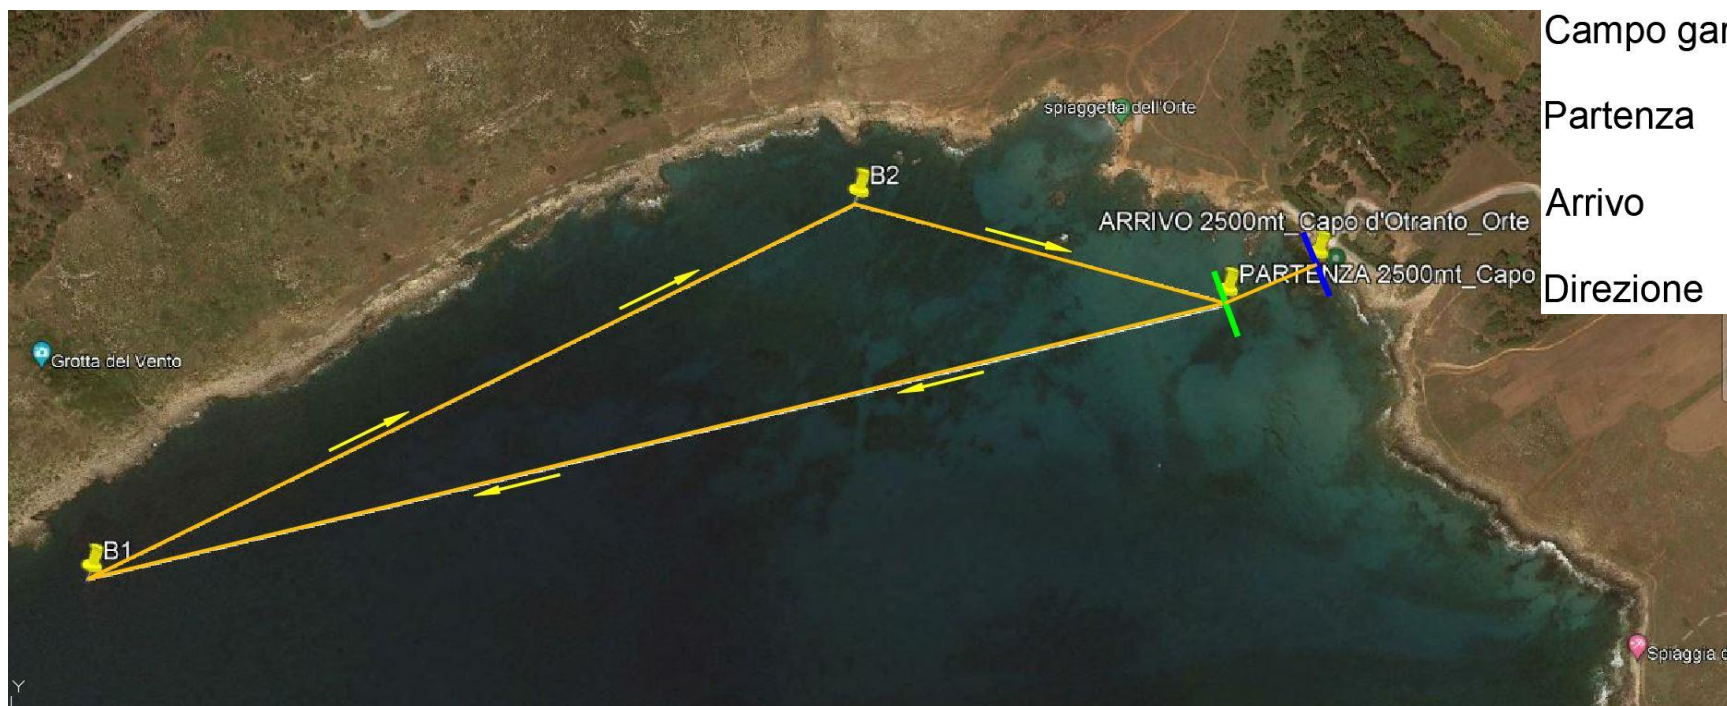 Campo gar
Partenza
Arrivo
Direzione
spiaggetta dell'Orte
B2
ARRIVO 2500mt_Capo d'Otranto_Orte
PARTENZA 2500mt_Capo
Grotta del Vento
B1
Spiaggia
Y